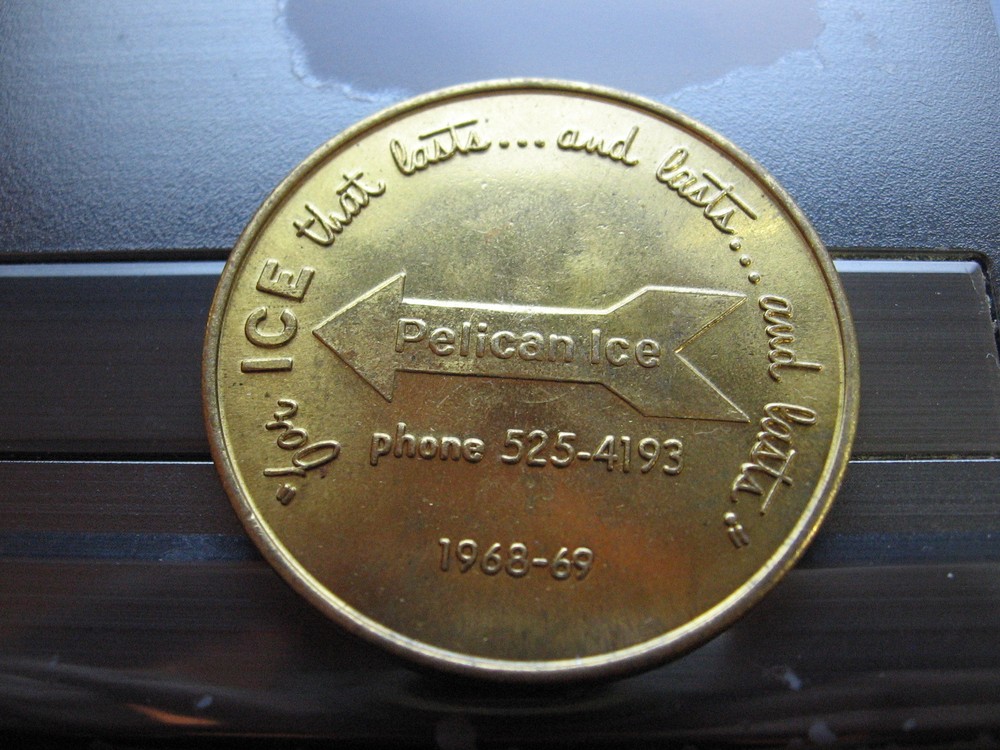 "for ICE that lasts... and lasts... and lasts."
Pelican Ice
phone 525-4193
1968-69